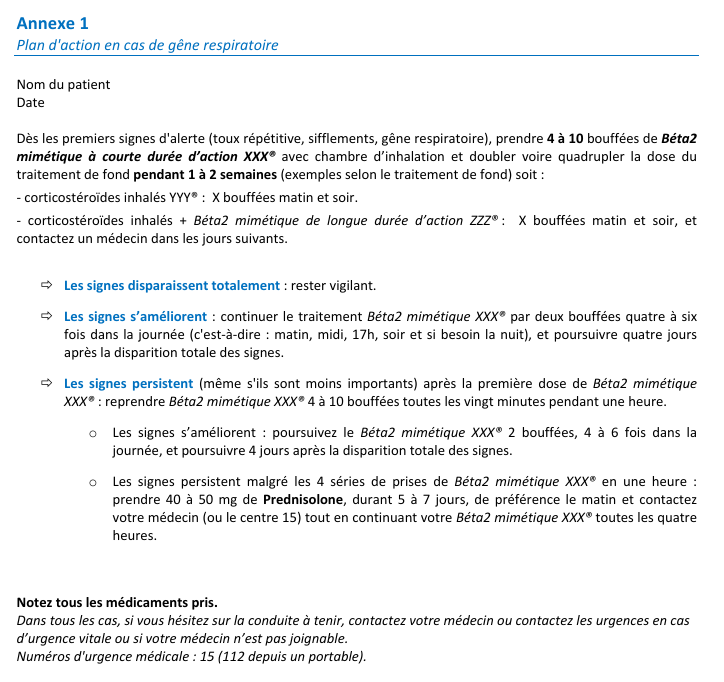 Annexe 1
Plan d'action en cas de gêne respiratoire
Nom du patient
Date
Dès les premiers signes d'alerte (toux répétitive, sifflements, gêne respiratoire), prendre 4 à 10 bouffées de Béta2
mimétique à courte durée d'action XXX® avec chambre d'inhalation et doubler voire quadrupler la dose du
traitement de fond pendant 1 à 2 semaines (exemples selon le traitement de fond) soit :
- corticostéroïdes inhalés YYY® : X bouffées matin et soir.
- corticostéroïdes inhalés + Béta2 mimétique de longue durée d'action ZZZ® : X bouffées matin et soir, et
contactez un médecin dans les jours suivants.
⇨ Les signes disparaissent totalement : rester vigilant.
⇨ Les signes s'améliorent : continuer le traitement Béta2 mimétique XXX® par deux bouffées quatre à six
fois dans la journée (c'est-à-dire : matin, midi, 17h, soir et si besoin la nuit), et poursuivre quatre jours
après la disparition totale des signes.
⇨ Les signes persistent (même s'ils sont moins importants) après la première dose de Béta2 mimétique
XXX® : reprendre Béta2 mimétique XXX® 4 à 10 bouffées toutes les vingt minutes pendant une heure.
o Les signes s'améliorent : poursuivez le Béta2 mimétique XXX® 2 bouffées, 4 à 6 fois dans la
journée, et poursuivre 4 jours après la disparition totale des signes.
o Les signes persistent malgré les 4 séries de prises de Béta2 mimétique XXX® en une heure :
prendre 40 à 50 mg de Prednisolone, durant 5 à 7 jours, de préférence le matin et contactez
votre médecin (ou le centre 15) tout en continuant votre Béta2 mimétique XXX® toutes les quatre
heures.
Notez tous les médicaments pris.
Dans tous les cas, si vous hésitez sur la conduite à tenir, contactez votre médecin ou contactez les urgences en cas
d'urgence vitale ou si votre médecin n'est pas joignable.
Numéros d'urgence médicale : 15 (112 depuis un portable).